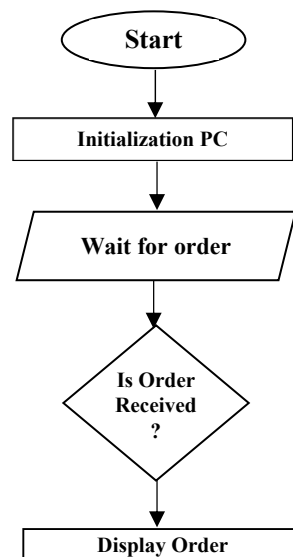 Start
Initialization PC
Wait for order
Is Order
Received
?
Display Order